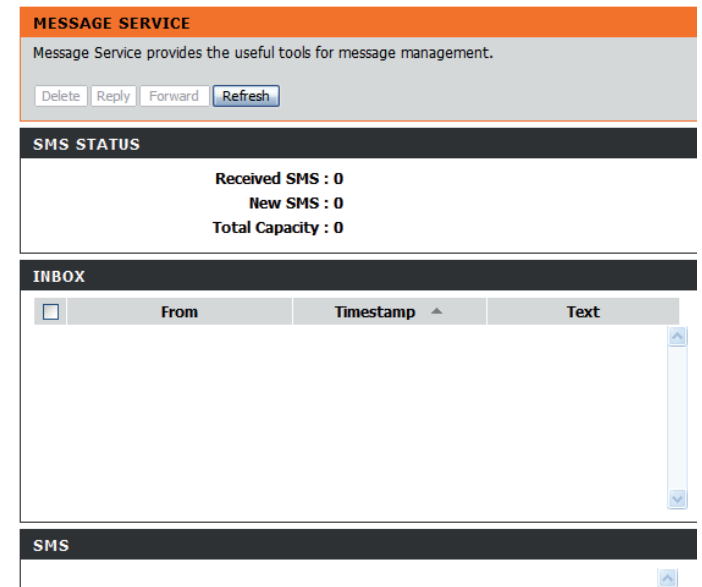 MESSAGE SERVICE
Message Service provides the useful tools for message management.
Delete Reply Forward Refresh
SMS STATUS
Received SMS : 0
New SMS : 0
Total Capacity : 0
INBOX
From Timestamp Text
SMS